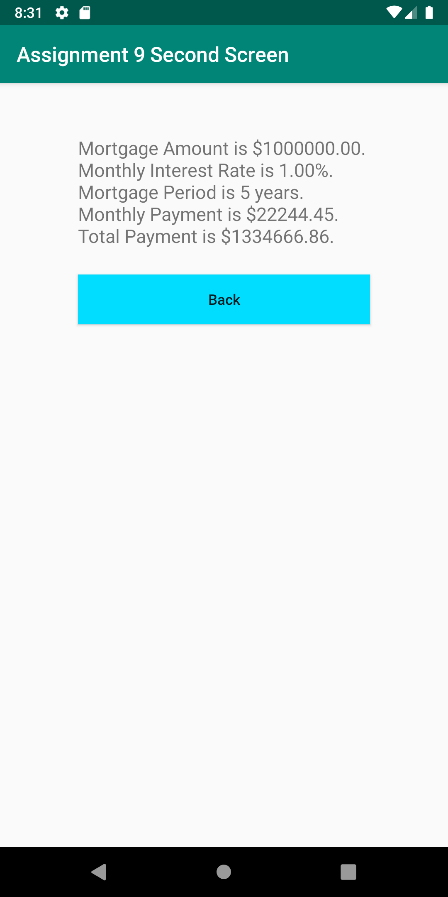 8:31
Assignment 9 Second Screen
Mortgage Amount is $1000000.00.
Monthly Interest Rate is 1.00%.
Mortgage Period is 5 years.
Monthly Payment is $22244.45.
Total Payment is $1334666.86.
Back